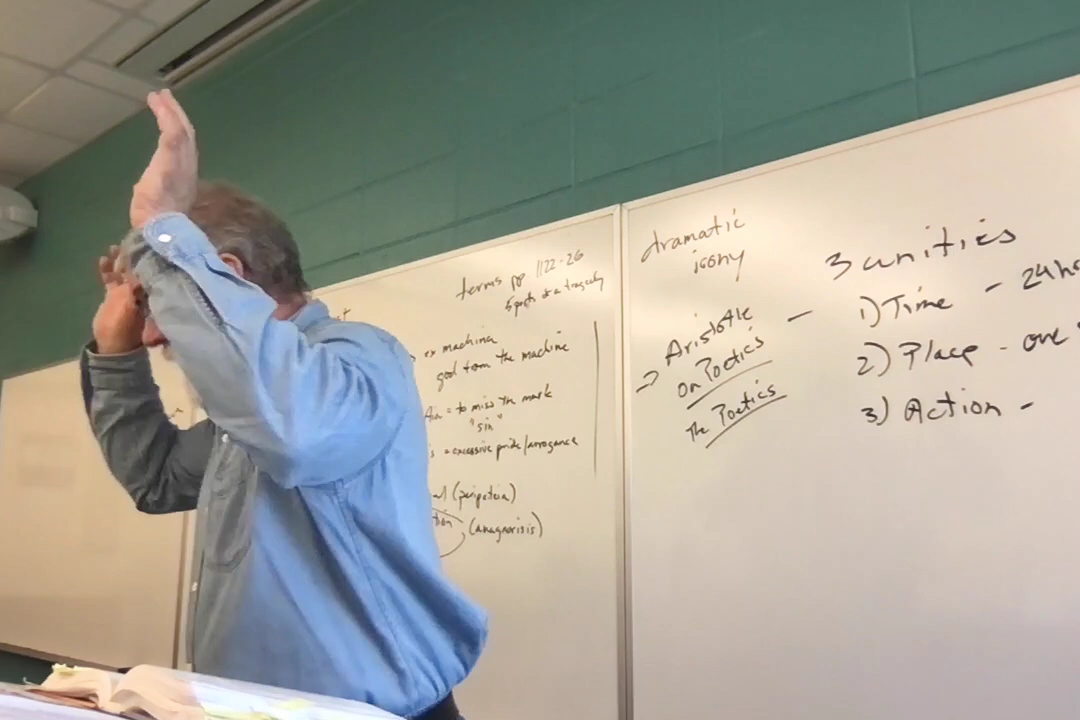 terms pp 1122-26
5 parts of a tragedy
ex machina
god from the machine
= to miss the mark
"sin"
= excessive pride/arrogance
(peripeteia)
(anagnorisis)
dramatic
irony
⇒ Aristotle –
on Poetics
The Poetics
3 unities
1) Time – 24 h
2) Place – one
3) Action –